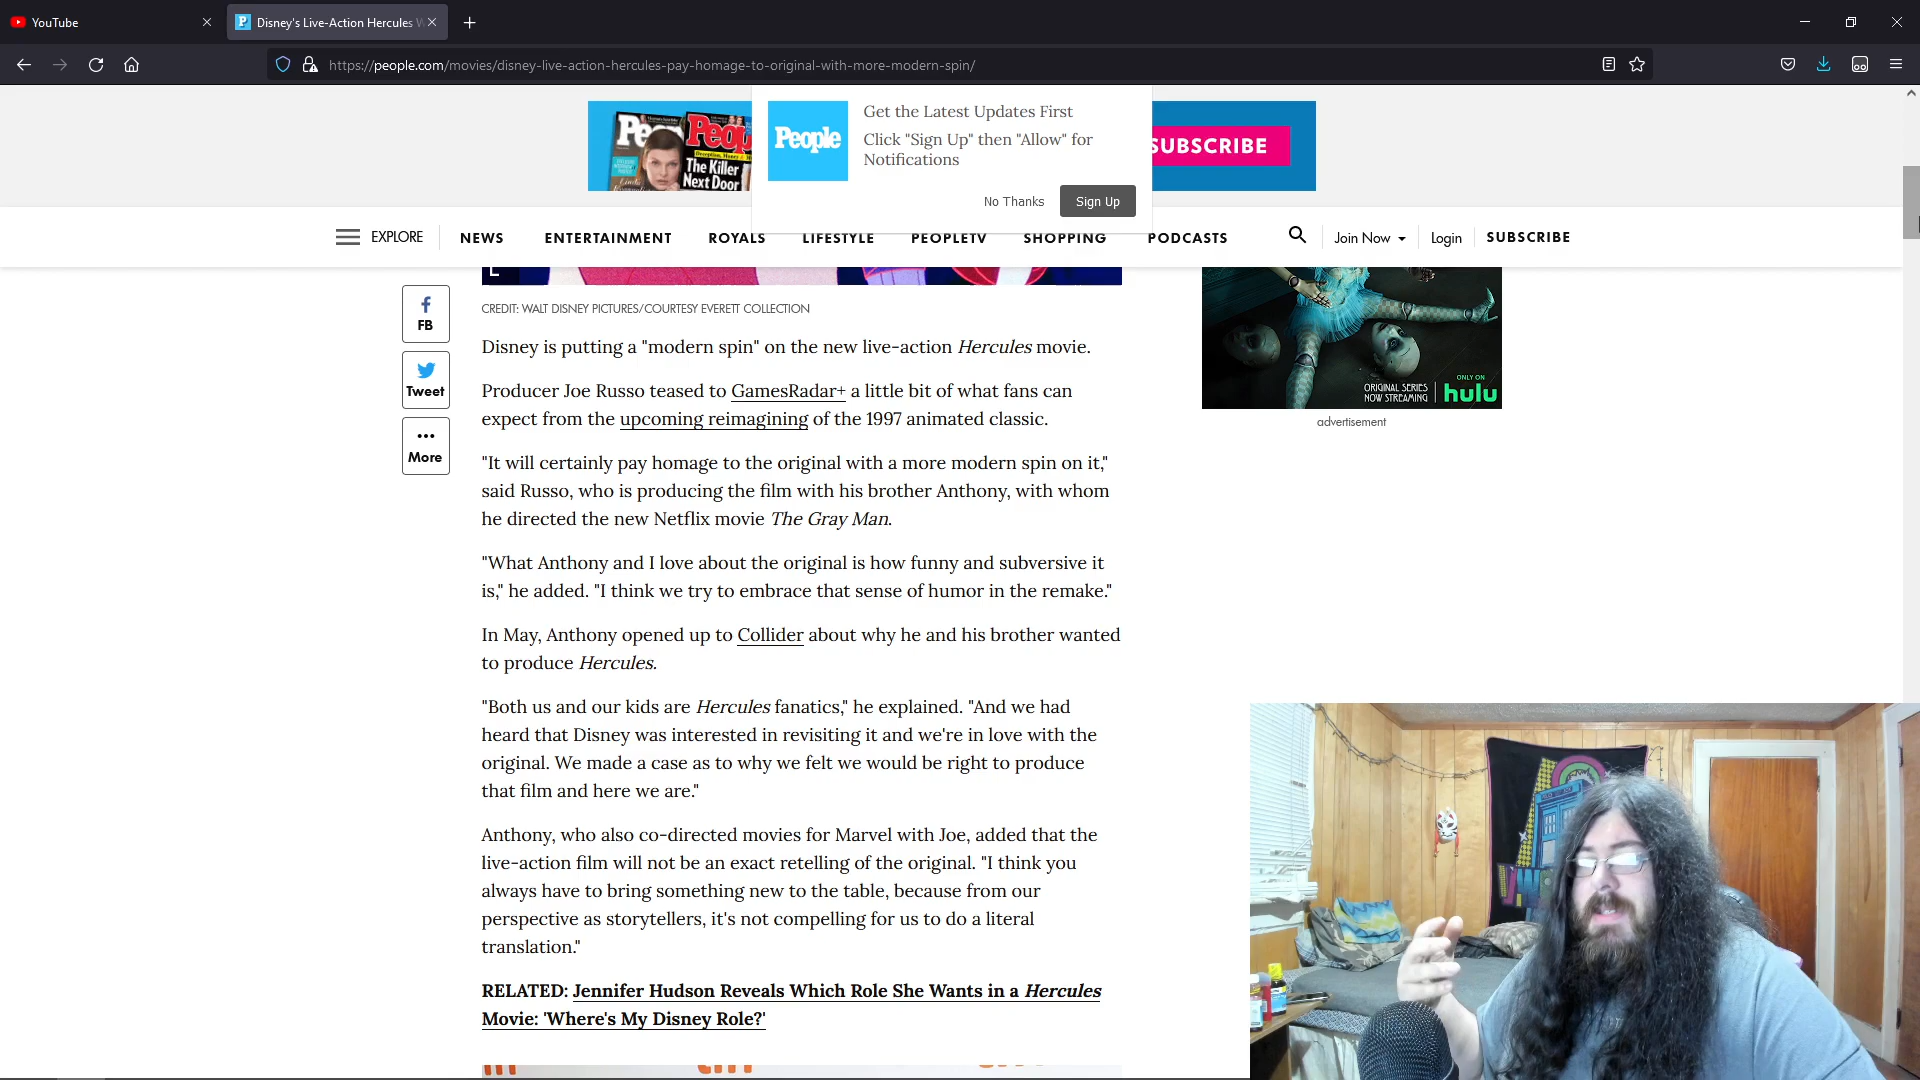 YouTube
Disney's Live-Action Hercules W
https://people.com/movies/disney-live-action-hercules-pay-homage-to-original-with-more-modern-spin/
The Killer
Next Door
People
Get the Latest Updates First
Click "Sign Up" then "Allow" for
Notifications
No Thanks
Sign Up
SUBSCRIBE
EXPLORE
NEWS
ENTERTAINMENT
ROYALS
LIFESTYLE
PEOPLETV
SHOPPING
PODCASTS
Join Now
Login
SUBSCRIBE
L
FB
Tweet
More
CREDIT: WALT DISNEY PICTURES/COURTESY EVERETT COLLECTION
Disney is putting a "modern spin" on the new live-action Hercules movie.
Producer Joe Russo teased to GamesRadar+ a little bit of what fans can
expect from the upcoming reimagining of the 1997 animated classic.
"It will certainly pay homage to the original with a more modern spin on it,"
said Russo, who is producing the film with his brother Anthony, with whom
he directed the new Netflix movie The Gray Man.
"What Anthony and I love about the original is how funny and subversive it
is," he added. "I think we try to embrace that sense of humor in the remake."
In May, Anthony opened up to Collider about why he and his brother wanted
to produce Hercules.
"Both us and our kids are Hercules fanatics," he explained. "And we had
heard that Disney was interested in revisiting it and we're in love with the
original. We made a case as to why we felt we would be right to produce
that film and here we are."
Anthony, who also co-directed movies for Marvel with Joe, added that the
live-action film will not be an exact retelling of the original. "I think you
always have to bring something new to the table, because from our
perspective as storytellers, it's not compelling for us to do a literal
translation."
RELATED: Jennifer Hudson Reveals Which Role She Wants in a Hercules
Movie: 'Where's My Disney Role?'
ORIGINAL SERIES
NOW STREAMING
ONLY ON
hulu
advertisement